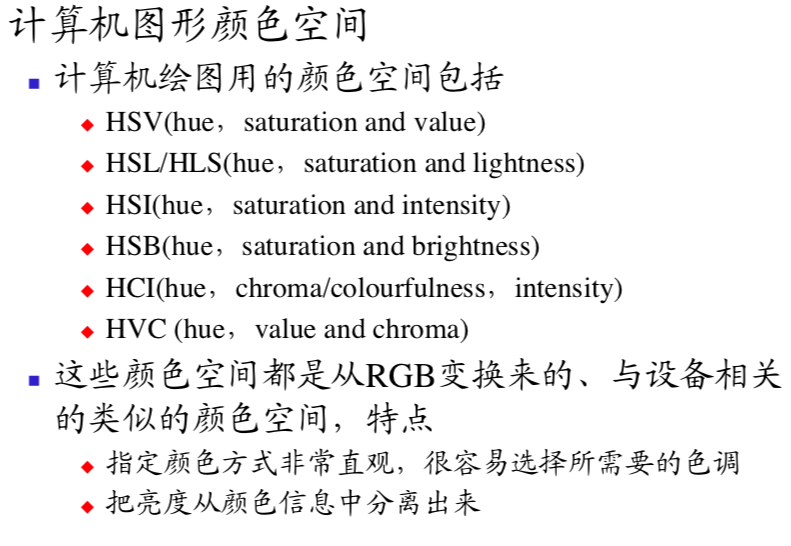 计算机图形颜色空间
计算机绘图用的颜色空间包括
HSV(hue，saturation and value)
HSL/HLS(hue，saturation and lightness)
HSI(hue，saturation and intensity)
HSB(hue，saturation and brightness)
HCI(hue，chroma/colourfulness，intensity)
HVC (hue，value and chroma)
这些颜色空间都是从RGB变换来的、与设备相关
的类似的颜色空间，特点
指定颜色方式非常直观，很容易选择所需要的色调
把亮度从颜色信息中分离出来